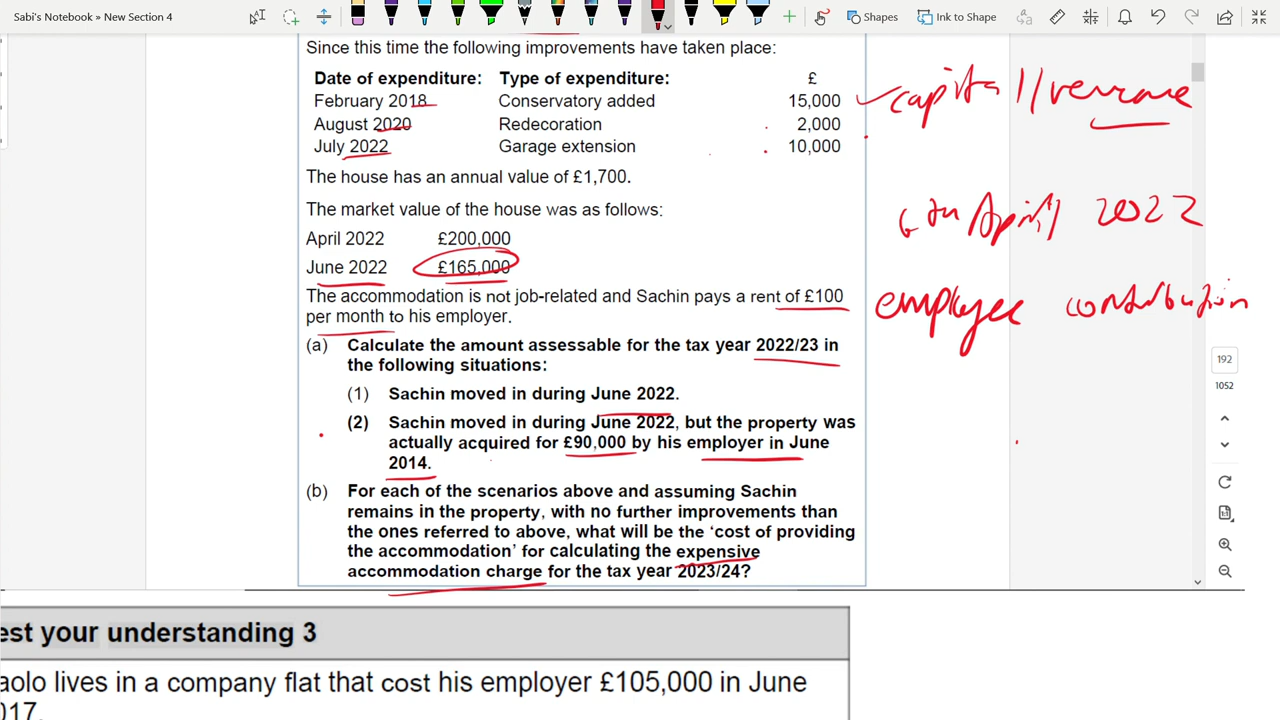 Sabi's Notebook » New Section 4
Shapes
Ink to Shape
Since this time the following improvements have taken place:
Date of expenditure: Type of expenditure: £
February 2018 Conservatory added 15,000
August 2020 Redecoration 2,000
July 2022 Garage extension 10,000
capital//revenue
The house has an annual value of £1,700.
The market value of the house was as follows:
April 2022 £200,000
6th April 2022
June 2022 £165,000
The accommodation is not job-related and Sachin pays a rent of £100
per month to his employer.
employee contribution
(a) Calculate the amount assessable for the tax year 2022/23 in
the following situations:
(1) Sachin moved in during June 2022.
(2) Sachin moved in during June 2022, but the property was
actually acquired for £90,000 by his employer in June
2014.
(b) For each of the scenarios above and assuming Sachin
remains in the property, with no further improvements than
the ones referred to above, what will be the 'cost of providing
the accommodation' for calculating the expensive
accommodation charge for the tax year 2023/24?
192
1052
est your understanding 3
aolo lives in a company flat that cost his employer £105,000 in June
017.